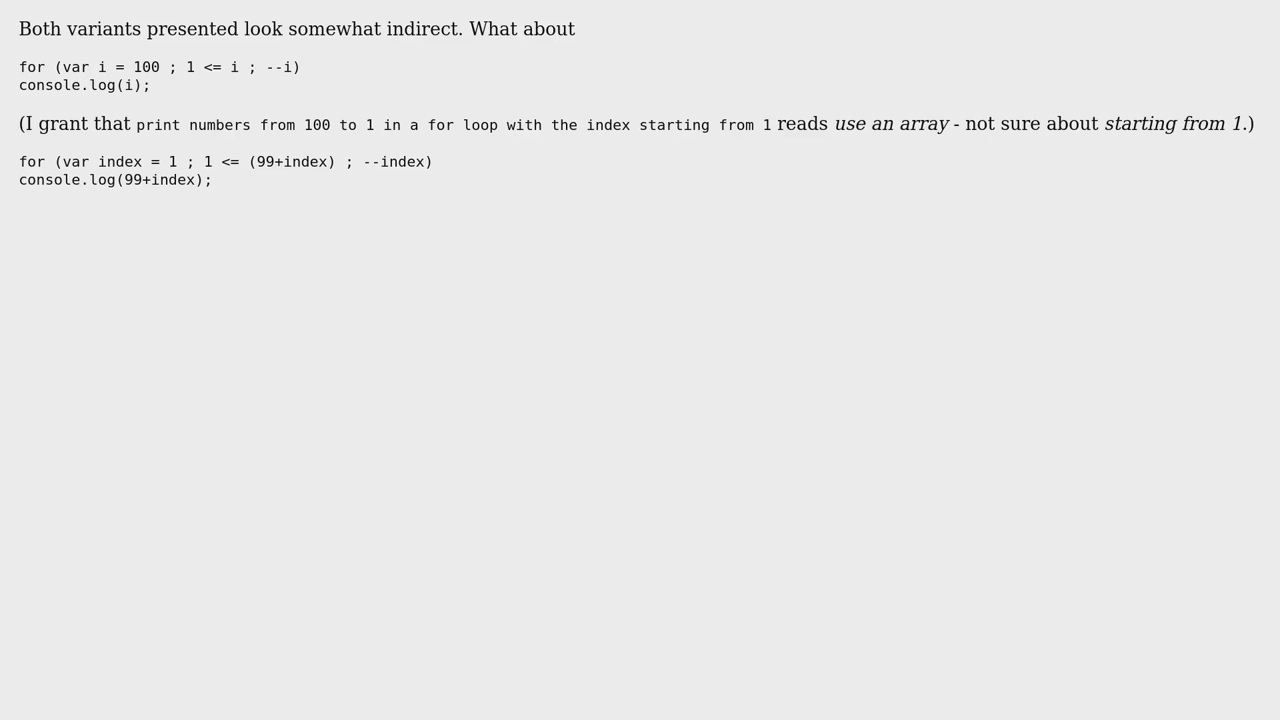 Both variants presented look somewhat indirect. What about
for (var i = 100 ; 1 <= i ; --i)
console.log(i);
(I grant that print numbers from 100 to 1 in a for loop with the index starting from 1 reads use an array - not sure about starting from 1.)
for (var index = 1 ; 1 <= (99+index) ; --index)
console.log(99+index);